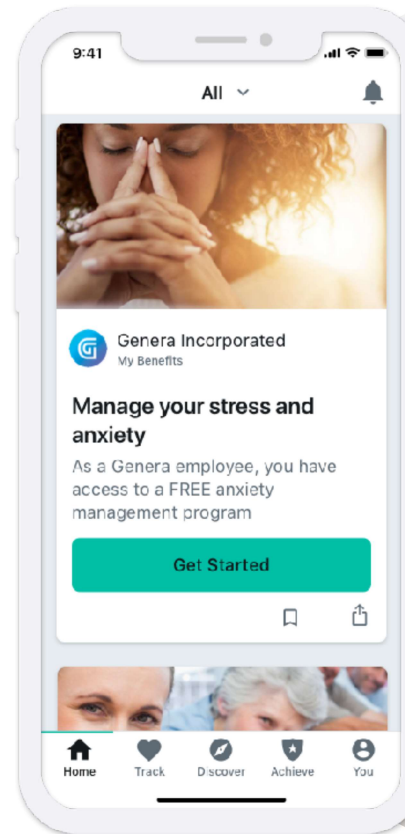 9:41
All
Genera Incorporated
My Benefits
Manage your stress and
anxiety
As a Genera employee, you have
access to a FREE anxiety
management program
Get Started
Home
Track
Discover
Achieve
You